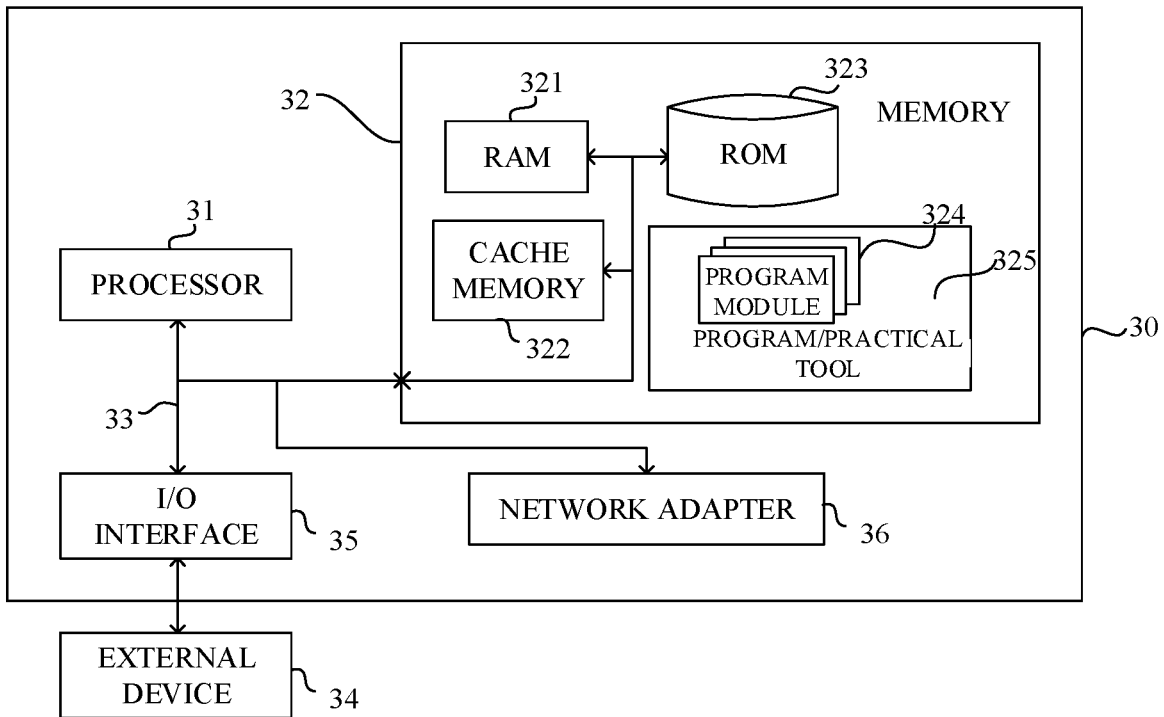 321
323
32
MEMORY
RAM
ROM
31
324
CACHE
MEMORY
325
PROCESSOR
PROGRAM
MODULE
322
PROGRAM/PRACTICAL
TOOL
30
33
I/O
INTERFACE
35
NETWORK ADAPTER
36
EXTERNAL
DEVICE
34